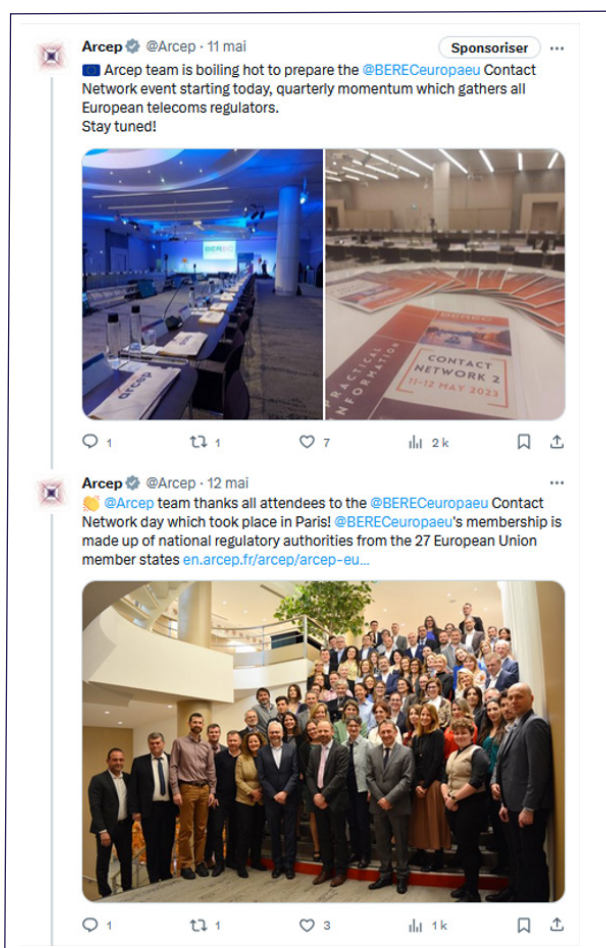 Arcep @Arcep · 11 mai
Sponsoriser
Arcep team is boiling hot to prepare the @BERECeuropaeu Contact
Network event starting today, quarterly momentum which gathers all
European telecoms regulators.
Stay tuned!
BEREC
arcep
BEREC
PRACTICAL
INFORMATION
CONTACT
NETWORK 2
11-12 MAY 2023
1 1 7 2 k
Arcep @Arcep · 12 mai
👏 @Arcep team thanks all attendees to the @BERECeuropaeu Contact
Network day which took place in Paris! @BERECeuropaeu's membership is
made up of national regulatory authorities from the 27 European Union
member states en.arcep.fr/arcep/arcep-eu...
1 1 3 1 k